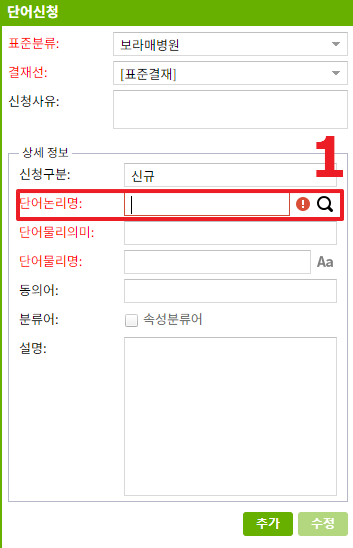 단어신청
표준분류: 보라매병원
결재선: [표준결재]
신청사유:
상세 정보
1
신청구분: 신규
단어논리명:
단어물리의미:
단어물리명: Aa
동의어:
분류어: 속성분류어
설명:
추가 수정